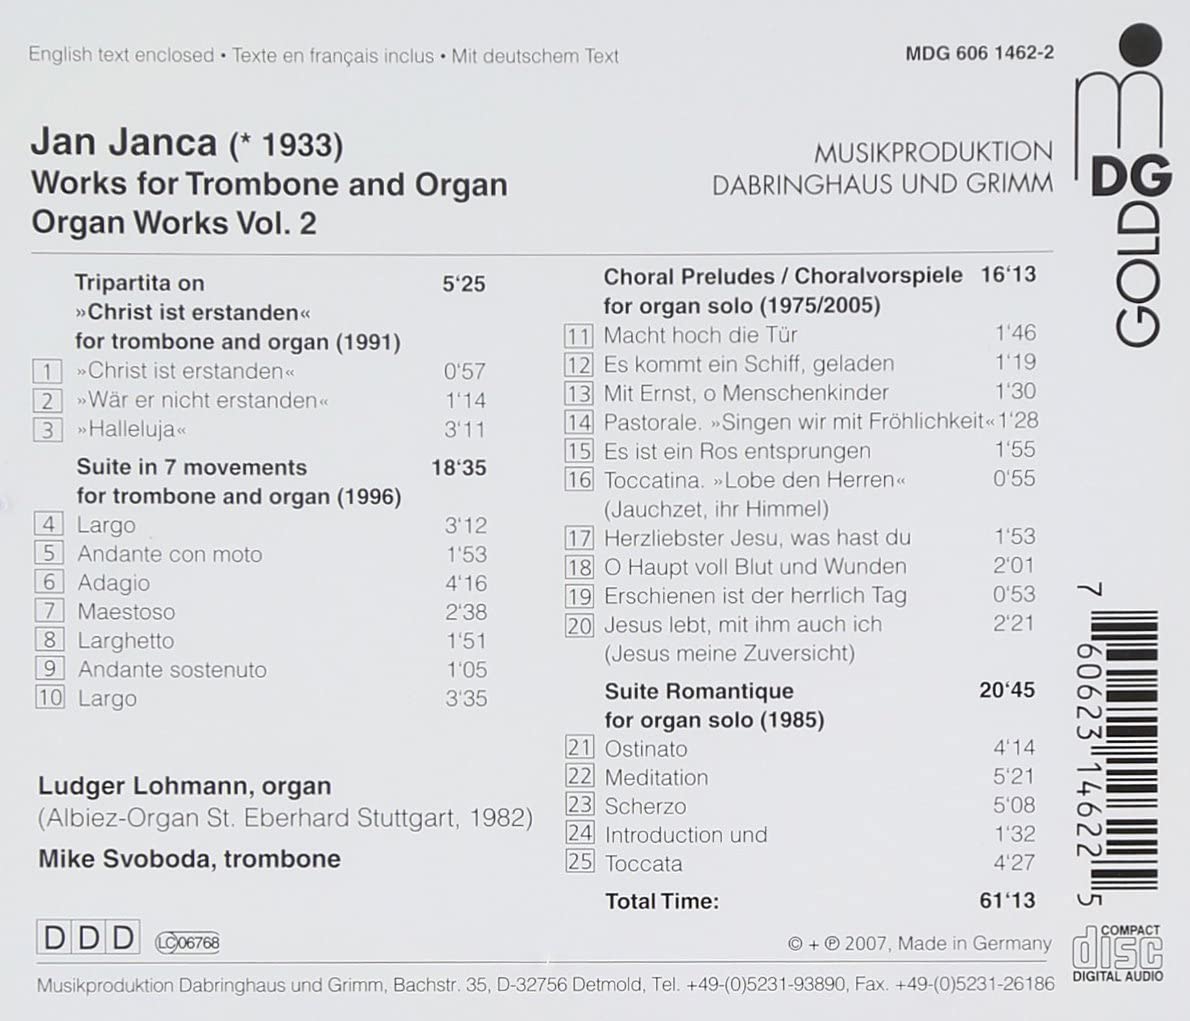 English text enclosed • Texte en français inclus • Mit deutschem Text
MDG 606 1462-2
Jan Janca (* 1933)
Works for Trombone and Organ
Organ Works Vol. 2
MUSIKPRODUKTION
DABRINGHAUS UND GRIMM
DG
GOLD
Tripartita on 5‘25
»Christ ist erstanden«
for trombone and organ (1991)
1 »Christ ist erstanden« 0‘57
2 »Wär er nicht erstanden« 1‘14
3 »Halleluja« 3‘11
Suite in 7 movements 18‘35
for trombone and organ (1996)
4 Largo 3‘12
5 Andante con moto 1‘53
6 Adagio 4‘16
7 Maestoso 2‘38
8 Larghetto 1‘51
9 Andante sostenuto 1‘05
10 Largo 3‘35
Ludger Lohmann, organ
(Albiez-Organ St. Eberhard Stuttgart, 1982)
Mike Svoboda, trombone
Choral Preludes / Choralvorspiele 16‘13
for organ solo (1975/2005)
11 Macht hoch die Tür 1‘46
12 Es kommt ein Schiff, geladen 1‘19
13 Mit Ernst, o Menschenkinder 1‘30
14 Pastorale. »Singen wir mit Fröhlichkeit« 1‘28
15 Es ist ein Ros entsprungen 1‘55
16 Toccatina. »Lobe den Herren« 0‘55
(Jauchzet, ihr Himmel)
17 Herzliebster Jesu, was hast du 1‘53
18 O Haupt voll Blut und Wunden 2‘01
19 Erschienen ist der herrlich Tag 0‘53
20 Jesus lebt, mit ihm auch ich 2‘21
(Jesus meine Zuversicht)
Suite Romantique 20‘45
for organ solo (1985)
21 Ostinato 4‘14
22 Meditation 5‘21
23 Scherzo 5‘08
24 Introduction und 1‘32
25 Toccata 4‘27
Total Time: 61‘13
7 60623 14622 5
DDD
LC 06768
© + ℗ 2007, Made in Germany
COMPACT
disc
DIGITAL AUDIO
Musikproduktion Dabringhaus und Grimm, Bachstr. 35, D-32756 Detmold, Tel. +49-(0)5231-93890, Fax. +49-(0)5231-26186